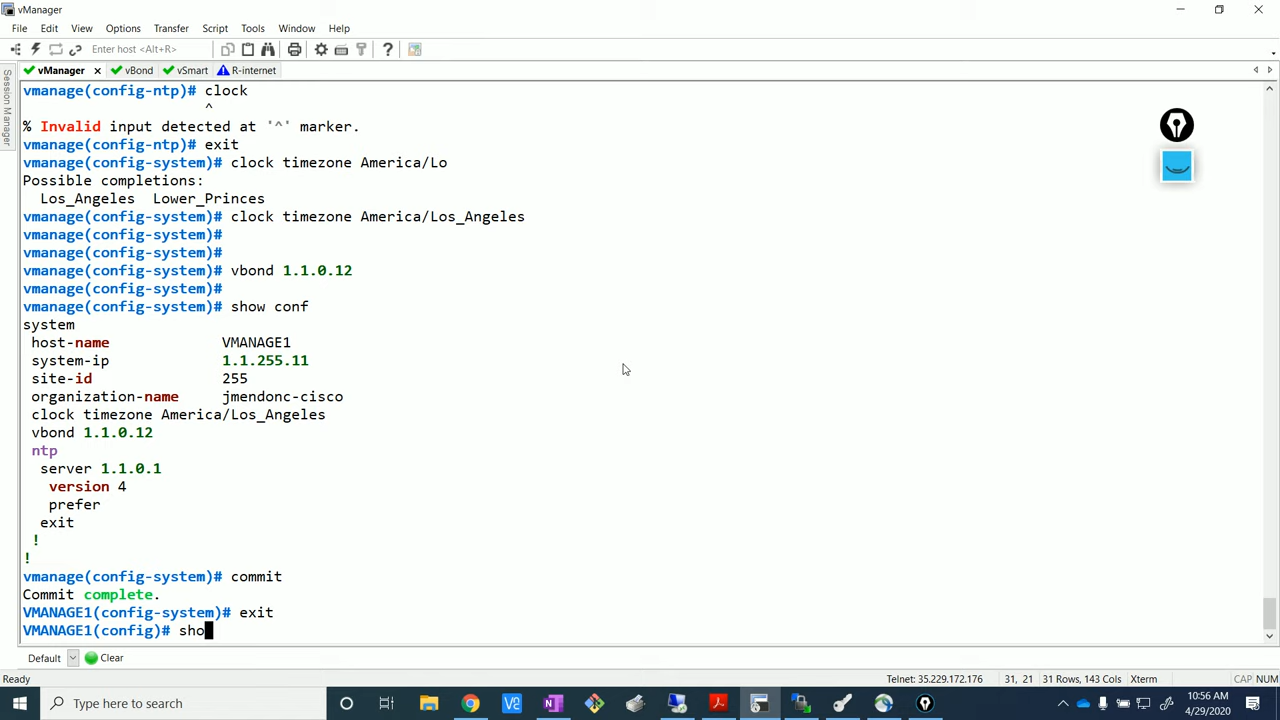 vManager
File Edit View Options Transfer Script Tools Window Help
Enter host <Alt+R>
vManager vBond vSmart R-internet
Session Manager
vmanage(config-ntp)# clock
^
% Invalid input detected at '^' marker.
vmanage(config-ntp)# exit
vmanage(config-system)# clock timezone America/Lo
Possible completions:
Los_Angeles Lower_Princes
vmanage(config-system)# clock timezone America/Los_Angeles
vmanage(config-system)#
vmanage(config-system)#
vmanage(config-system)# vbond 1.1.0.12
vmanage(config-system)#
vmanage(config-system)# show conf
system
host-name VMANAGE1
system-ip 1.1.255.11
site-id 255
organization-name jmendonc-cisco
clock timezone America/Los_Angeles
vbond 1.1.0.12
ntp
server 1.1.0.1
version 4
prefer
exit
!
!
vmanage(config-system)# commit
Commit complete.
VMANAGE1(config-system)# exit
VMANAGE1(config)# sho
Default Clear
Ready Telnet: 35.229.172.176 31, 21 31 Rows, 143 Cols Xterm CAP NUM
Type here to search
10:56 AM
4/29/2020